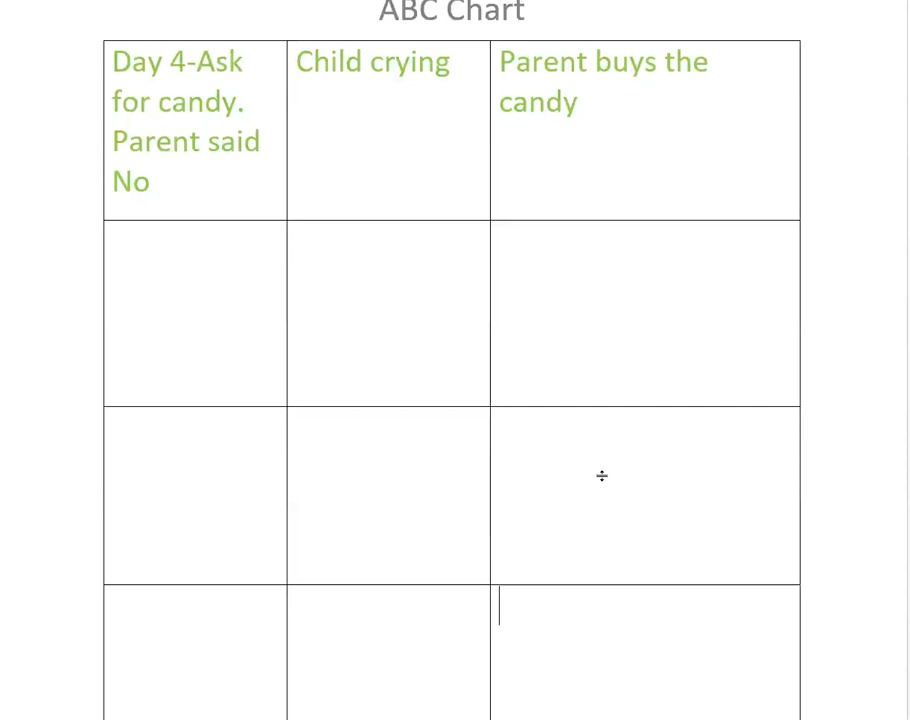 ABC Chart
Day 4-Ask
for candy.
Parent said
No
Child crying
Parent buys the
candy